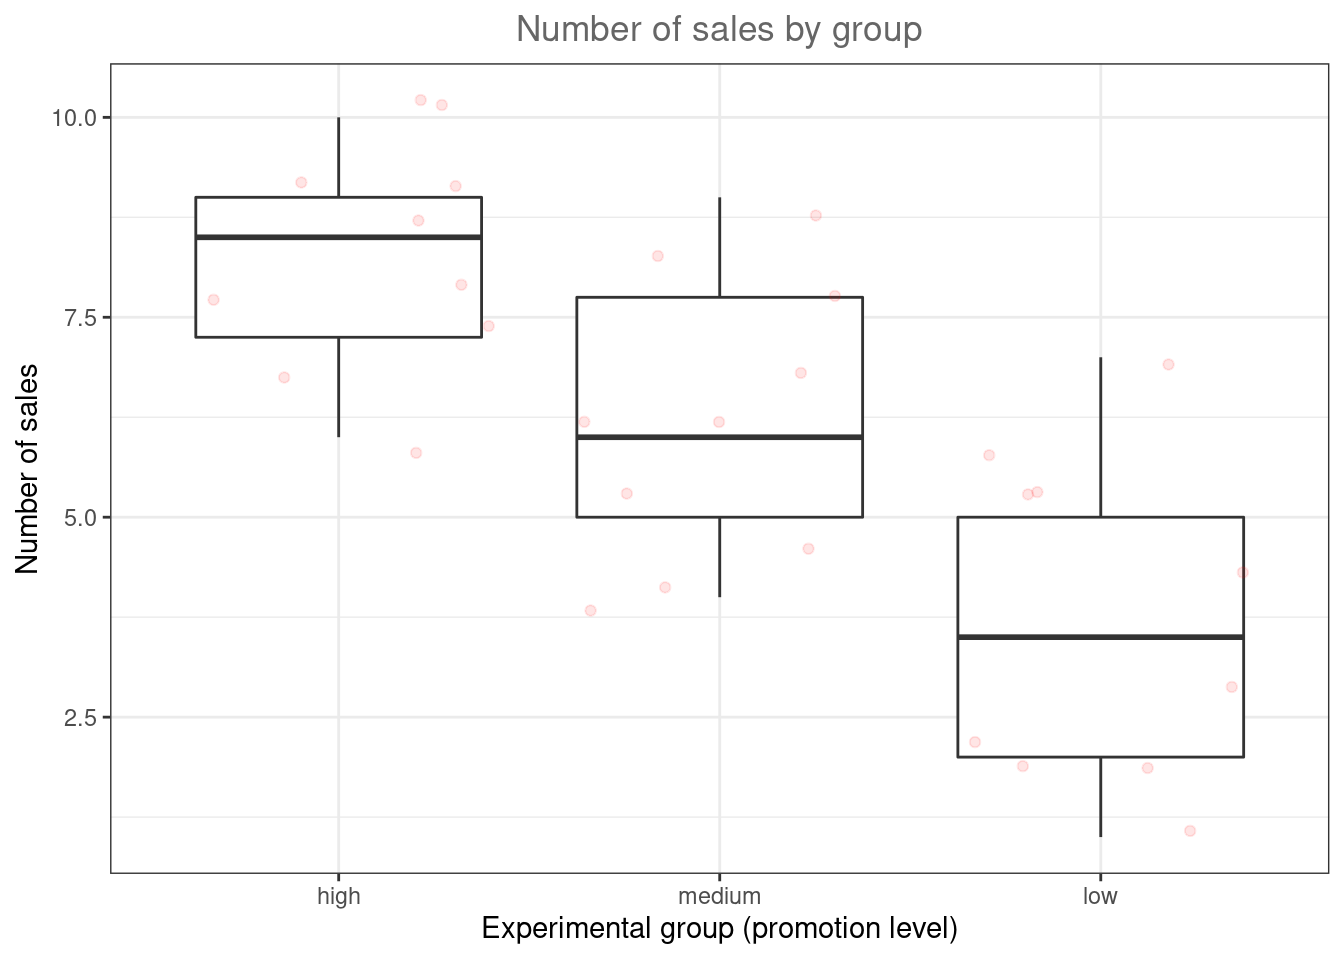 Number of sales by group
Number of sales
10.0
7.5
5.0
2.5
high
medium
low
Experimental group (promotion level)